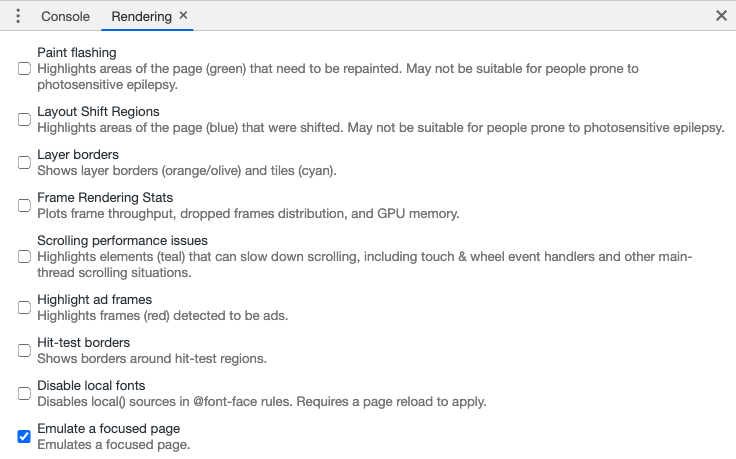 Console Rendering
Paint flashing
Highlights areas of the page (green) that need to be repainted. May not be suitable for people prone to
photosensitive epilepsy.
Layout Shift Regions
Highlights areas of the page (blue) that were shifted. May not be suitable for people prone to photosensitive epilepsy.
Layer borders
Shows layer borders (orange/olive) and tiles (cyan).
Frame Rendering Stats
Plots frame throughput, dropped frames distribution, and GPU memory.
Scrolling performance issues
Highlights elements (teal) that can slow down scrolling, including touch & wheel event handlers and other main-
thread scrolling situations.
Highlight ad frames
Highlights frames (red) detected to be ads.
Hit-test borders
Shows borders around hit-test regions.
Disable local fonts
Disables local() sources in @font-face rules. Requires a page reload to apply.
Emulate a focused page
Emulates a focused page.